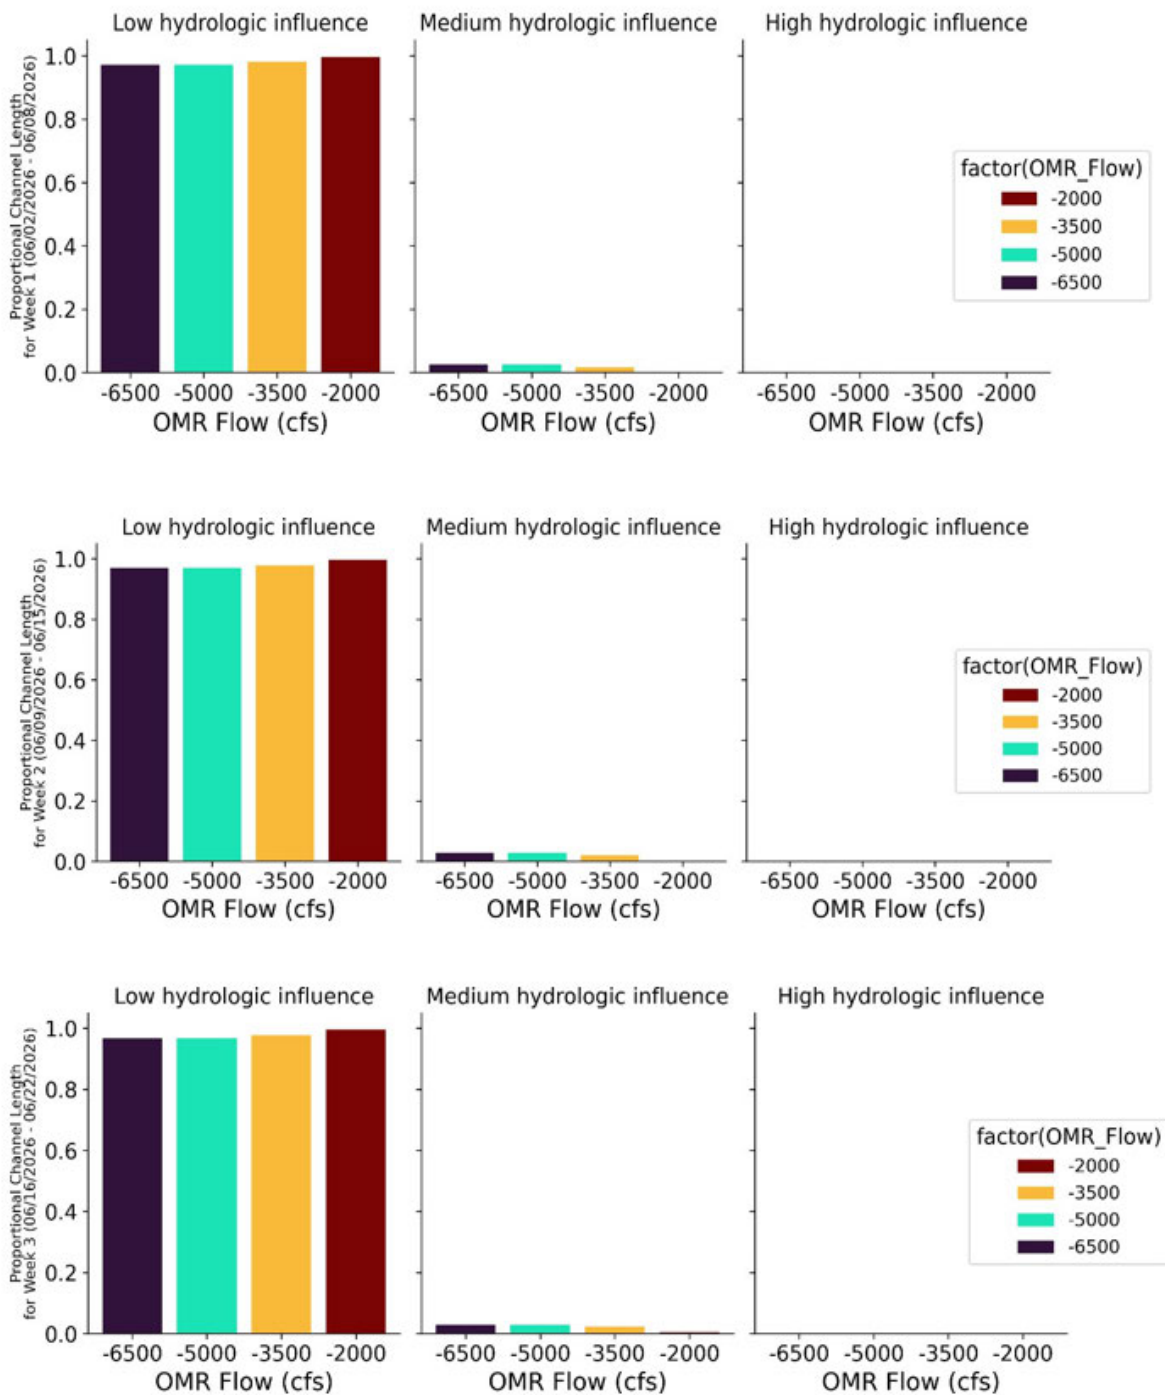 Low hydrologic influence
Medium hydrologic influence
High hydrologic influence
Proportional Channel Length
for Week 1 (06/02/2026 - 06/08/2026)
1.0
0.8
0.6
0.4
0.2
0.0
-6500 -5000 -3500 -2000
OMR Flow (cfs)
-6500 -5000 -3500 -2000
OMR Flow (cfs)
-6500 -5000 -3500 -2000
OMR Flow (cfs)
factor(OMR_Flow)
-2000
-3500
-5000
-6500
Low hydrologic influence
Medium hydrologic influence
High hydrologic influence
Proportional Channel Length
for Week 2 (06/09/2026 - 06/15/2026)
1.0
0.8
0.6
0.4
0.2
0.0
-6500 -5000 -3500 -2000
OMR Flow (cfs)
-6500 -5000 -3500 -2000
OMR Flow (cfs)
-6500 -5000 -3500 -2000
OMR Flow (cfs)
factor(OMR_Flow)
-2000
-3500
-5000
-6500
Low hydrologic influence
Medium hydrologic influence
High hydrologic influence
Proportional Channel Length
for Week 3 (06/16/2026 - 06/22/2026)
1.0
0.8
0.6
0.4
0.2
0.0
-6500 -5000 -3500 -2000
OMR Flow (cfs)
-6500 -5000 -3500 -2000
OMR Flow (cfs)
-6500 -5000 -3500 -2000
OMR Flow (cfs)
factor(OMR_Flow)
-2000
-3500
-5000
-6500